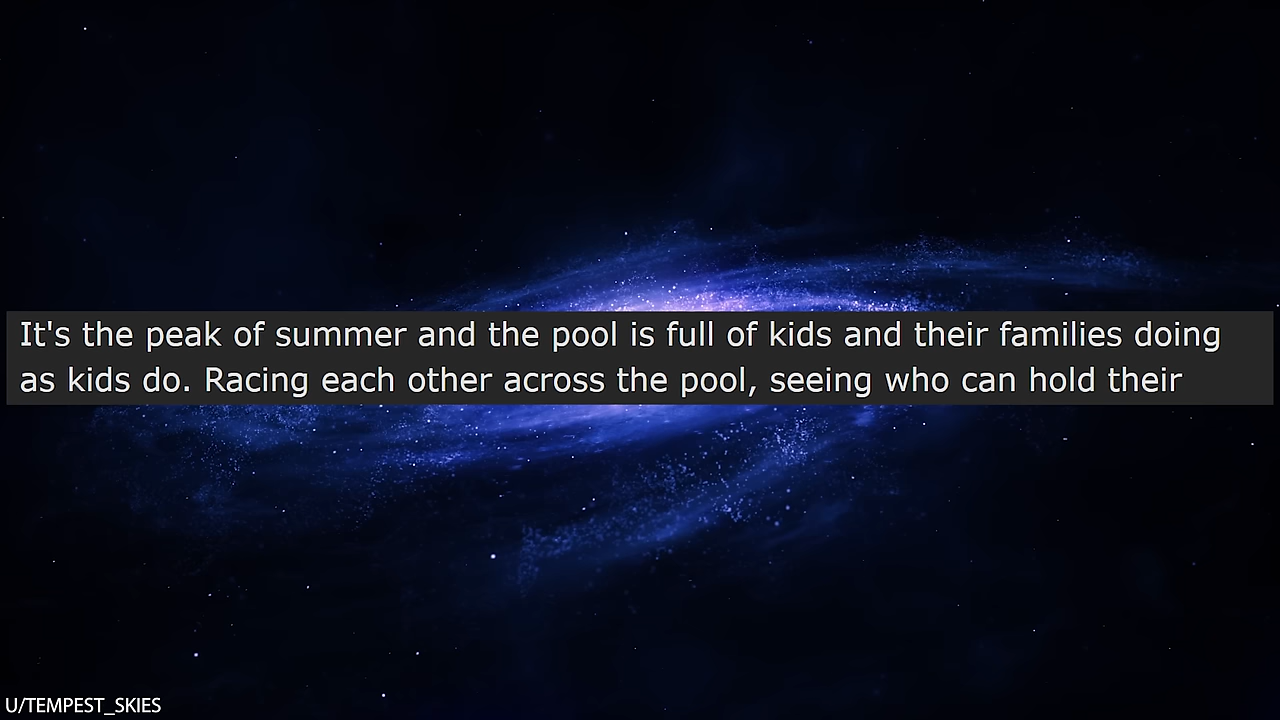 It's the peak of summer and the pool is full of kids and their families doing
as kids do. Racing each other across the pool, seeing who can hold their
U/TEMPEST_SKIES